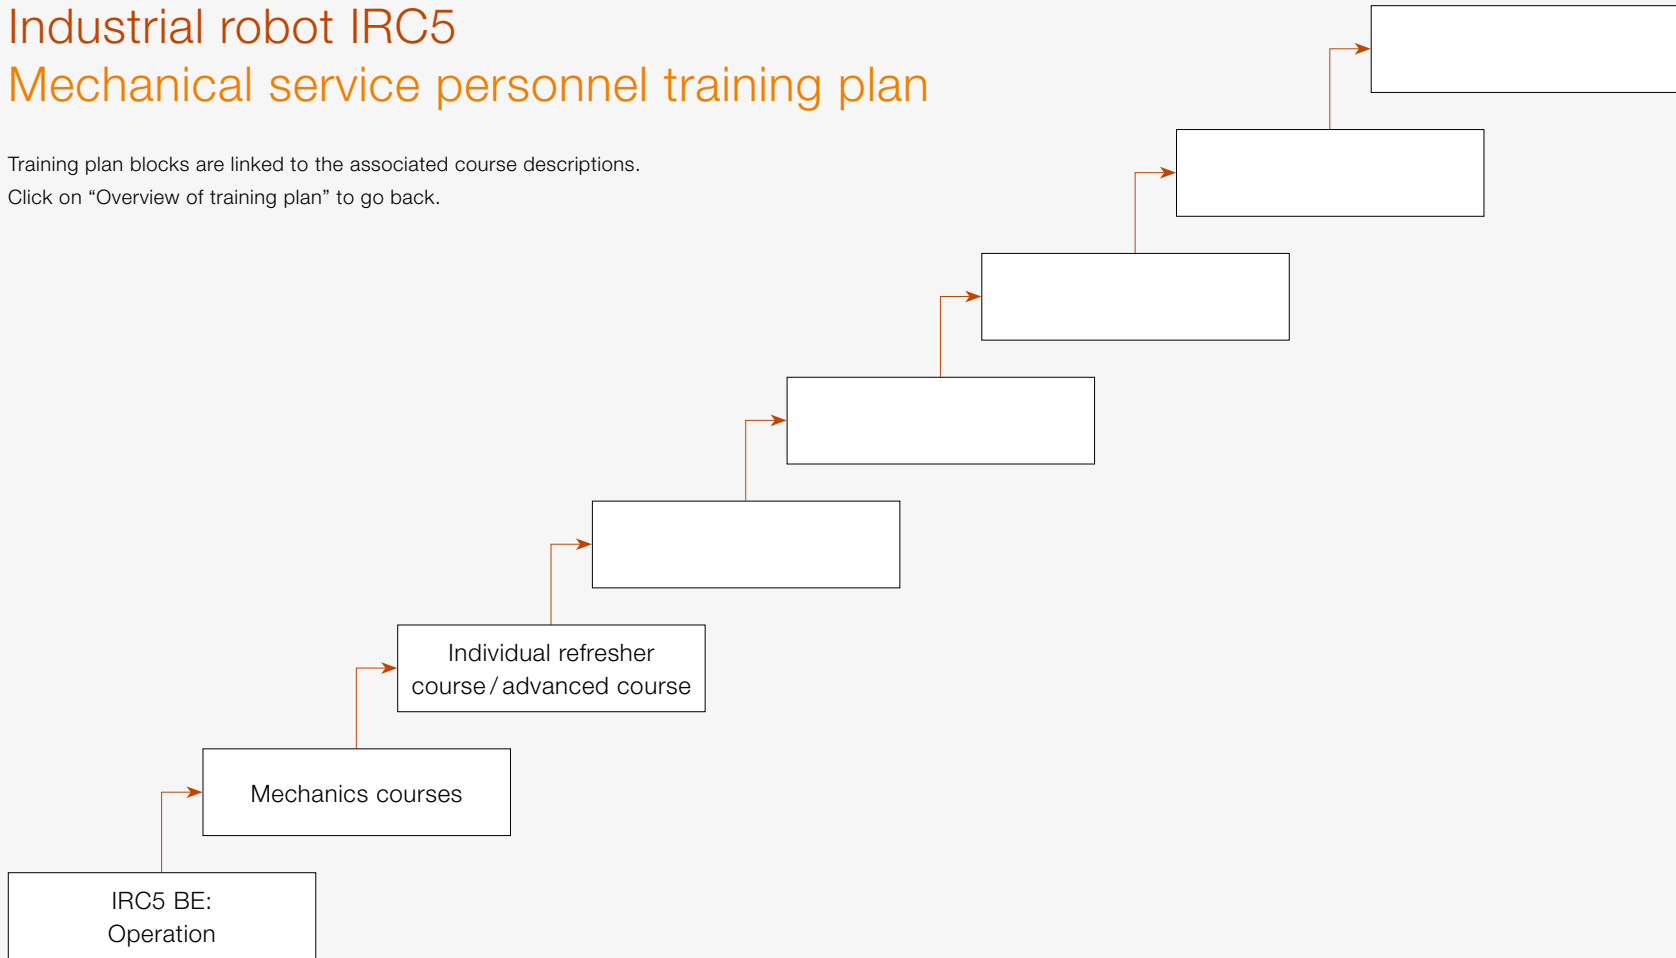 Industrial robot IRC5
Mechanical service personnel training plan
Training plan blocks are linked to the associated course descriptions.
Click on “Overview of training plan” to go back.
Individual refresher
course / advanced course
Mechanics courses
IRC5 BE:
Operation